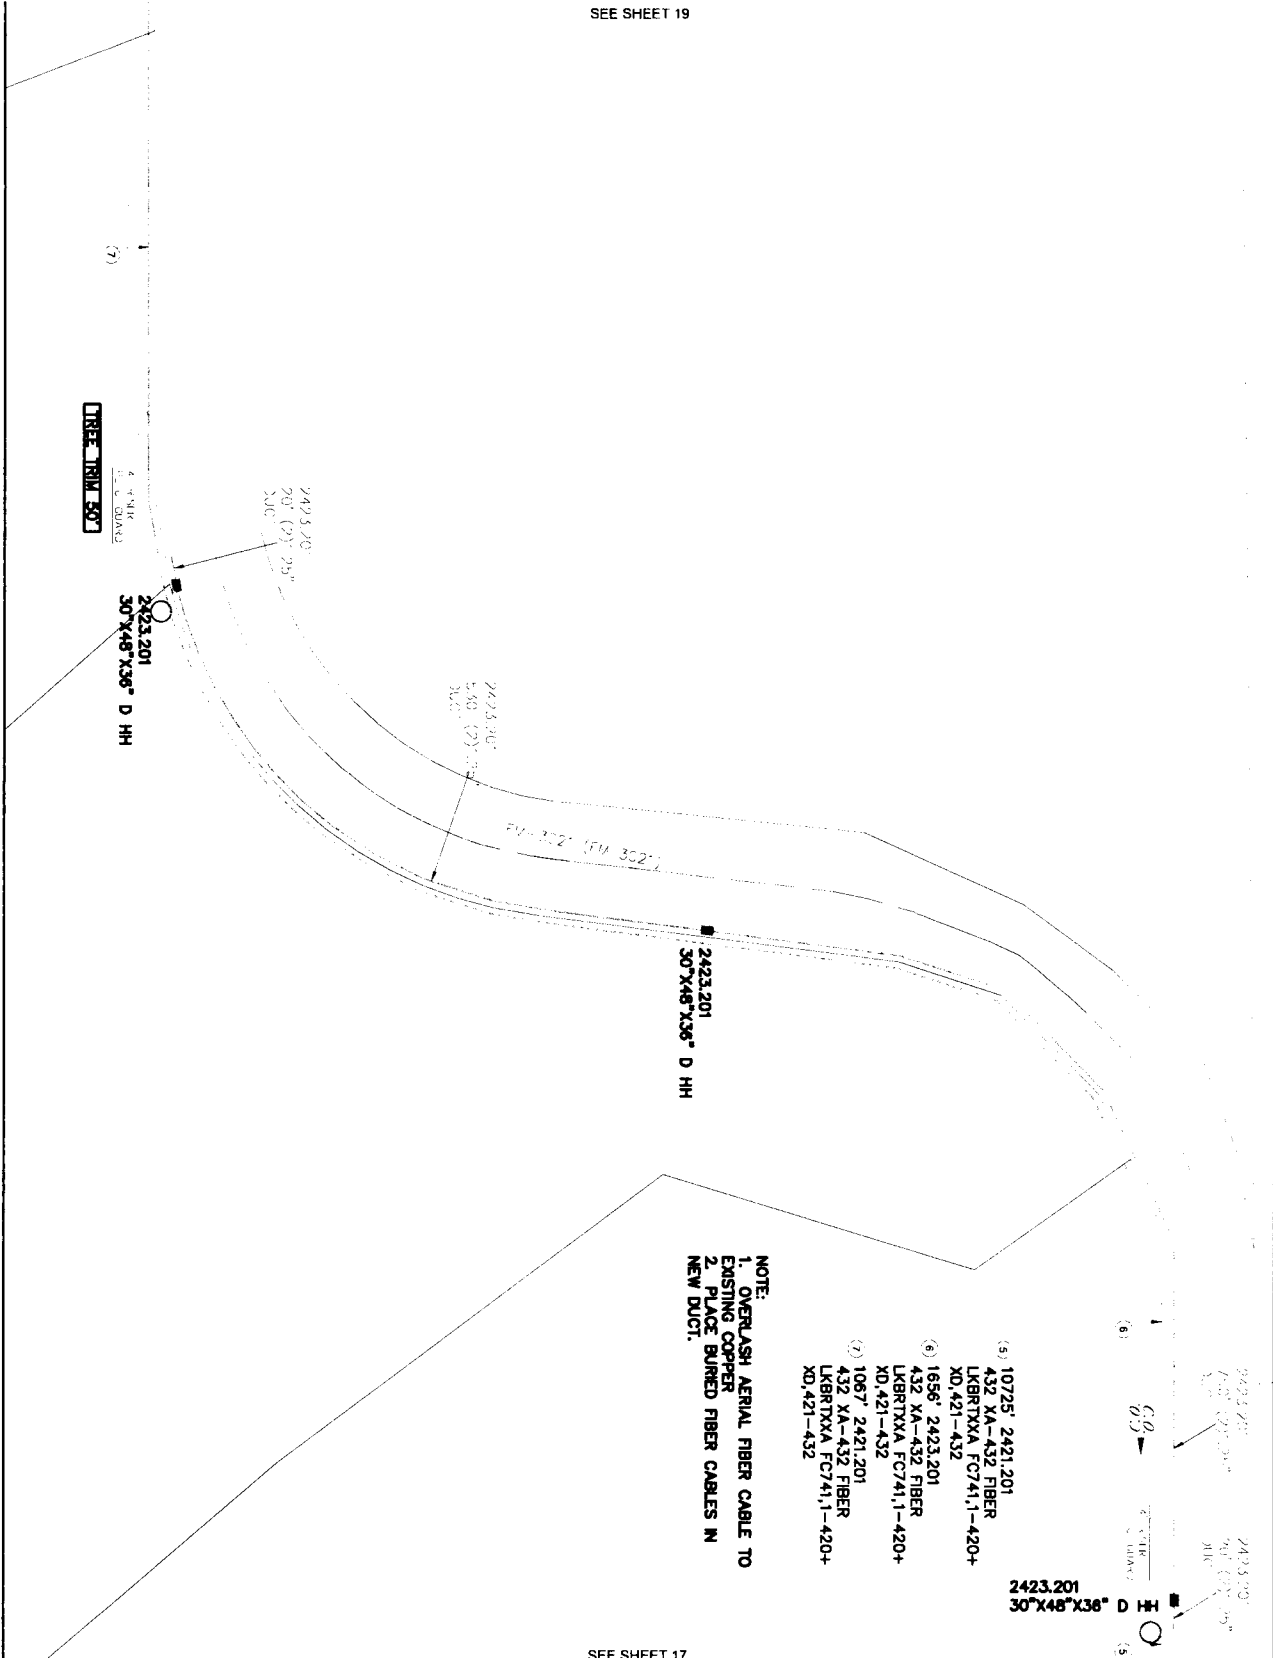 SEE SHEET 19
(7)
TREE TRIM 50'
GUARD
20' (2)
2423.201
30"X48"X36" D HH
2423.201
30"X48"X36" D HH
NOTE:
1. OVERLASH AERIAL FIBER CABLE TO
EXISTING COPPER
2. PLACE BURIED FIBER CABLES IN
NEW DUCT.
(5) 10725' 2421.201
432 XA-432 FIBER
LKBRTXXA FC741,1-420+
XD,421-432
(6) 1656' 2423.201
432 XA-432 FIBER
LKBRTXXA FC741,1-420+
XD,421-432
(7) 1067' 2421.201
432 XA-432 FIBER
LKBRTXXA FC741,1-420+
XD,421-432
(6)
C.O.
2423.201
30"X48"X36" D HH
(5
SEE SHEET 17